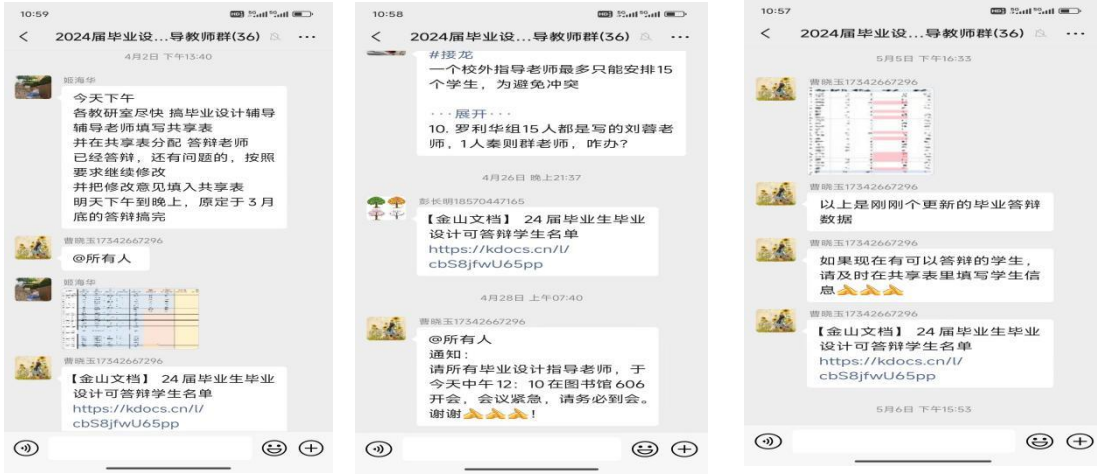 10:59
2024届毕业设...导教师群(36)
4月2日 下午13:40
姬海华
今天下午
各教研室尽快 搞毕业设计辅导
辅导老师填写共享表
并在共享表分配 答辩老师
已经答辩，还有问题的，按照
要求继续修改
并把修改意见填入共享表
明天下午到晚上，原定于 3 月
底的答辩搞完
曹晓玉17342667296
@所有人
姬海华
曹晓玉17342667296
【金山文档】 24 届毕业生毕业
设计可答辩学生名单
https://kdocs.cn/l/
cbS8jfwU65pp
10:58
2024届毕业设...导教师群(36)
#接龙
一个校外指导老师最多只能安排15
个学生，为避免冲突
···展开···
10. 罗利华组15人都是写的刘蓉老
师，1人秦则群老师，咋办？
4月26日 晚上21:37
彭长明18570447165
【金山文档】 24 届毕业生毕业
设计可答辩学生名单
https://kdocs.cn/l/
cbS8jfwU65pp
4月28日 上午07:40
曹晓玉17342667296
@所有人
通知：
请所有毕业设计指导老师，于
今天中午12：10在图书馆606
开会，会议紧急，请务必到会。
谢谢！
10:57
2024届毕业设...导教师群(36)
5月5日 下午16:33
曹晓玉17342667296
曹晓玉17342667296
以上是刚刚个更新的毕业答辩
数据
曹晓玉17342667296
如果现在有可以答辩的学生，
请及时在共享表里填写学生信
息
曹晓玉17342667296
【金山文档】 24 届毕业生毕业
设计可答辩学生名单
https://kdocs.cn/l/
cbS8jfwU65pp
5月6日 下午15:53